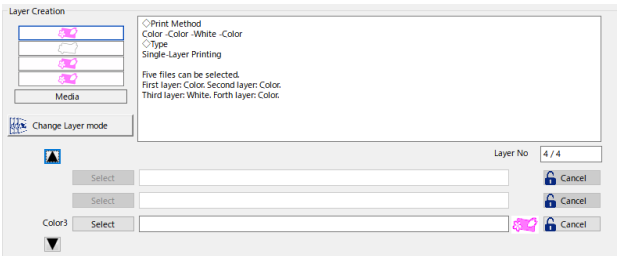 Layer Creation
◇Print Method
Color -Color -White -Color
◇Type
Single-Layer Printing
Five files can be selected.
First layer: Color. Second layer: Color.
Third layer: White. Forth layer: Color.
Media
Change Layer mode
Layer No 4 / 4
Select Cancel
Select Cancel
Color3 Select Cancel